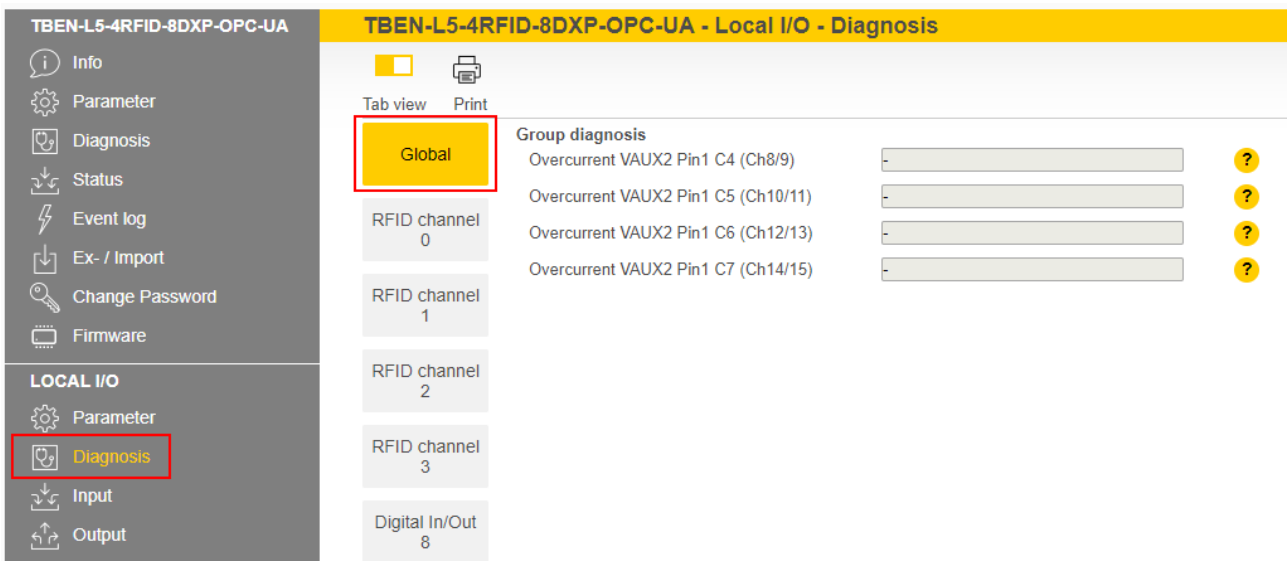 TBEN-L5-4RFID-8DXP-OPC-UA
Info
Parameter
Diagnosis
Status
Event log
Ex- / Import
Change Password
Firmware
LOCAL I/O
Parameter
Diagnosis
Input
Output
TBEN-L5-4RFID-8DXP-OPC-UA - Local I/O - Diagnosis
Tab view Print
Global
RFID channel
0
RFID channel
1
RFID channel
2
RFID channel
3
Digital In/Out
8
Group diagnosis
Overcurrent VAUX2 Pin1 C4 (Ch8/9) - ?
Overcurrent VAUX2 Pin1 C5 (Ch10/11) - ?
Overcurrent VAUX2 Pin1 C6 (Ch12/13) - ?
Overcurrent VAUX2 Pin1 C7 (Ch14/15) - ?